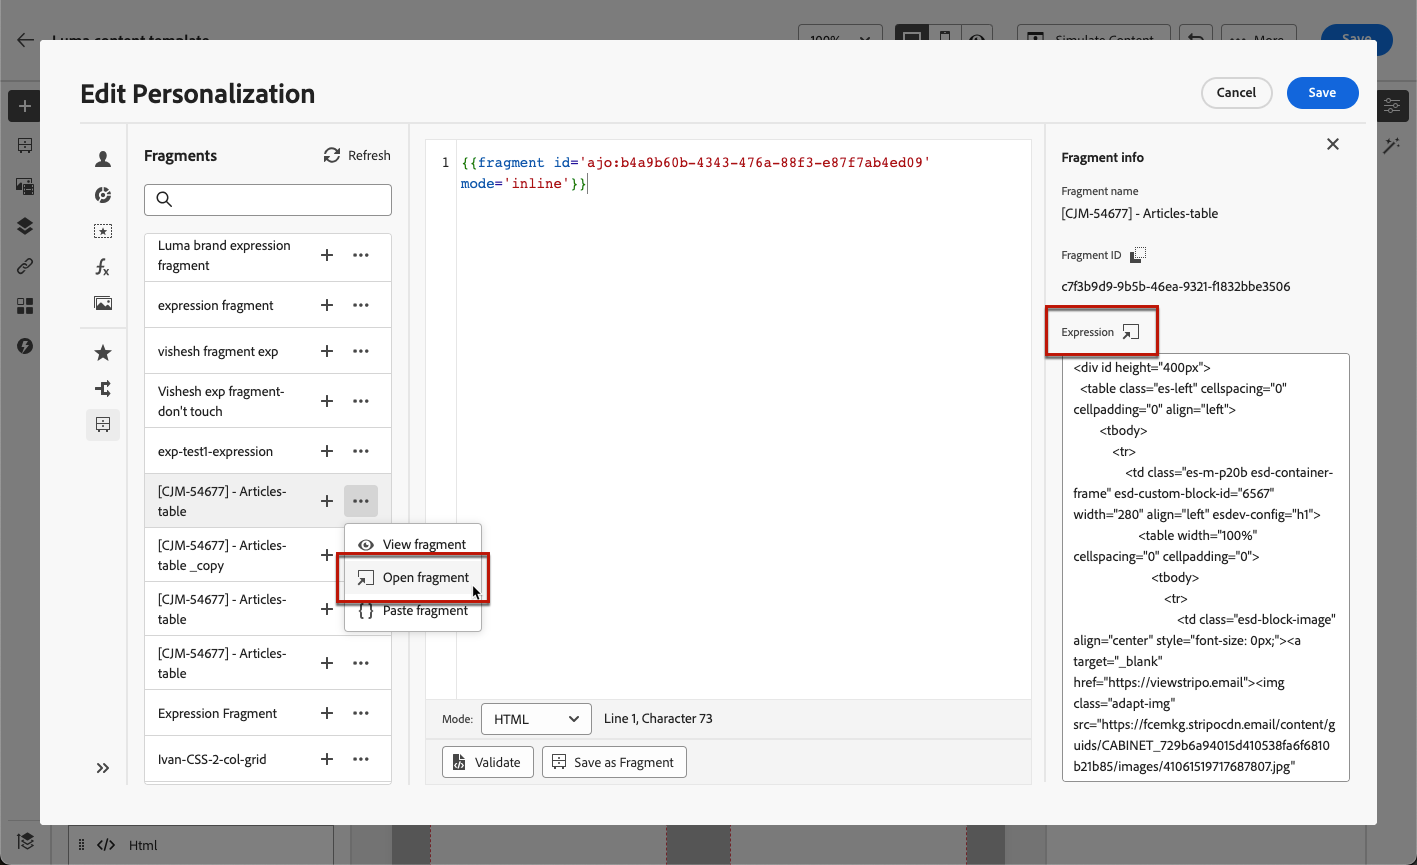 Luma content template
100%
Simulate Content
More
Save
Edit Personalization
Cancel
Save
Fragments
Refresh
Luma brand expression
fragment
expression fragment
vishesh fragment exp
Vishesh exp fragment-
don't touch
exp-test1-expression
[CJM-54677] - Articles-
table
[CJM-54677] - Articles-
table _copy
[CJM-54677] - Articles-
table
[CJM-54677] - Articles-
table
Expression Fragment
Ivan-CSS-2-col-grid
View fragment
Open fragment
Paste fragment
1
{{fragment id='ajo:b4a9b60b-4343-476a-88f3-e87f7ab4ed09'
mode='inline'}}
Mode:
HTML
Line 1, Character 73
Validate
Save as Fragment
Fragment info
Fragment name
[CJM-54677] - Articles-table
Fragment ID
c7f3b9d9-9b5b-46ea-9321-f1832bbe3506
Expression
<div id height="400px">
<table class="es-left" cellspacing="0"
cellpadding="0" align="left">
<tbody>
<tr>
<td class="es-m-p20b esd-container-
frame" esd-custom-block-id="6567"
width="280" align="left" esdev-config="h1">
<table width="100%"
cellspacing="0" cellpadding="0">
<tbody>
<tr>
<td class="esd-block-image"
align="center" style="font-size: 0px;"><a
target="_blank"
href="https://viewstripo.email"><img
class="adapt-img"
src="https://fcemkg.stripocdn.email/content/g
uids/CABINET_729b6a94015d410538fa6f6810
b21b85/images/41061519717687807.jpg"
Html